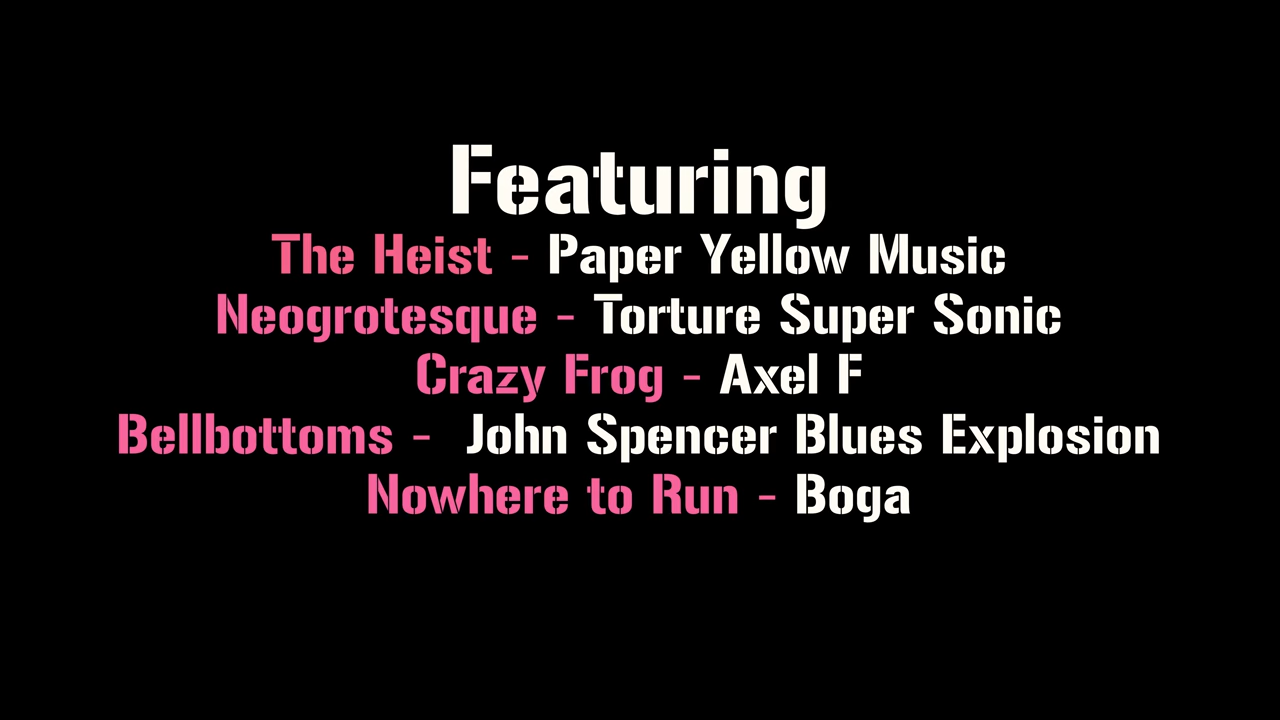 Featuring
The Heist - Paper Yellow Music
Neogrotesque - Torture Super Sonic
Crazy Frog - Axel F
Bellbottoms - John Spencer Blues Explosion
Nowhere to Run - Boga